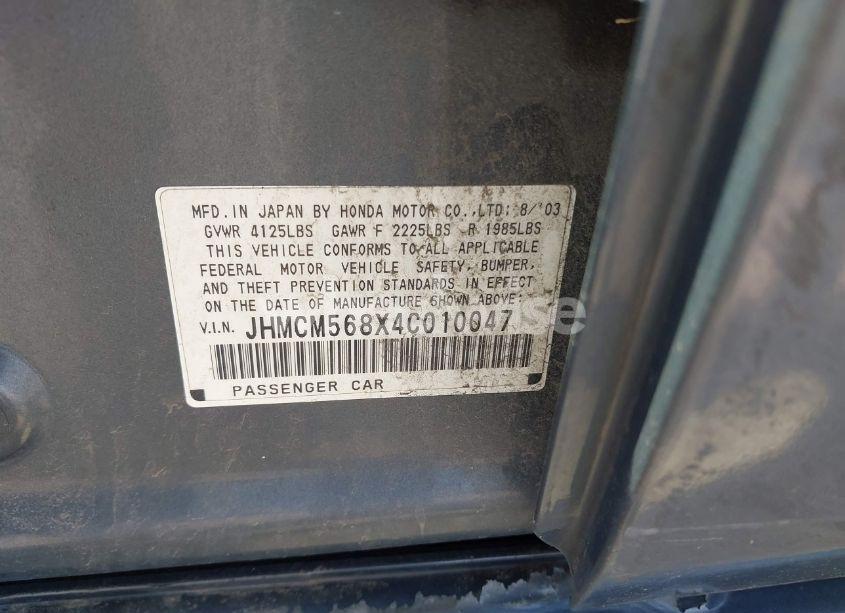 MFD. IN JAPAN BY HONDA MOTOR CO., LTD: 8/'03
GVWR 4125LBS GAWR F 2225LBS R 1985LBS
THIS VEHICLE CONFORMS TO ALL APPLICABLE
FEDERAL MOTOR VEHICLE SAFETY, BUMPER,
AND THEFT PREVENTION STANDARDS IN EFFECT
ON THE DATE OF MANUFACTURE SHOWN ABOVE:
V.I.N. JHMCM568X4C010047
PASSENGER CAR